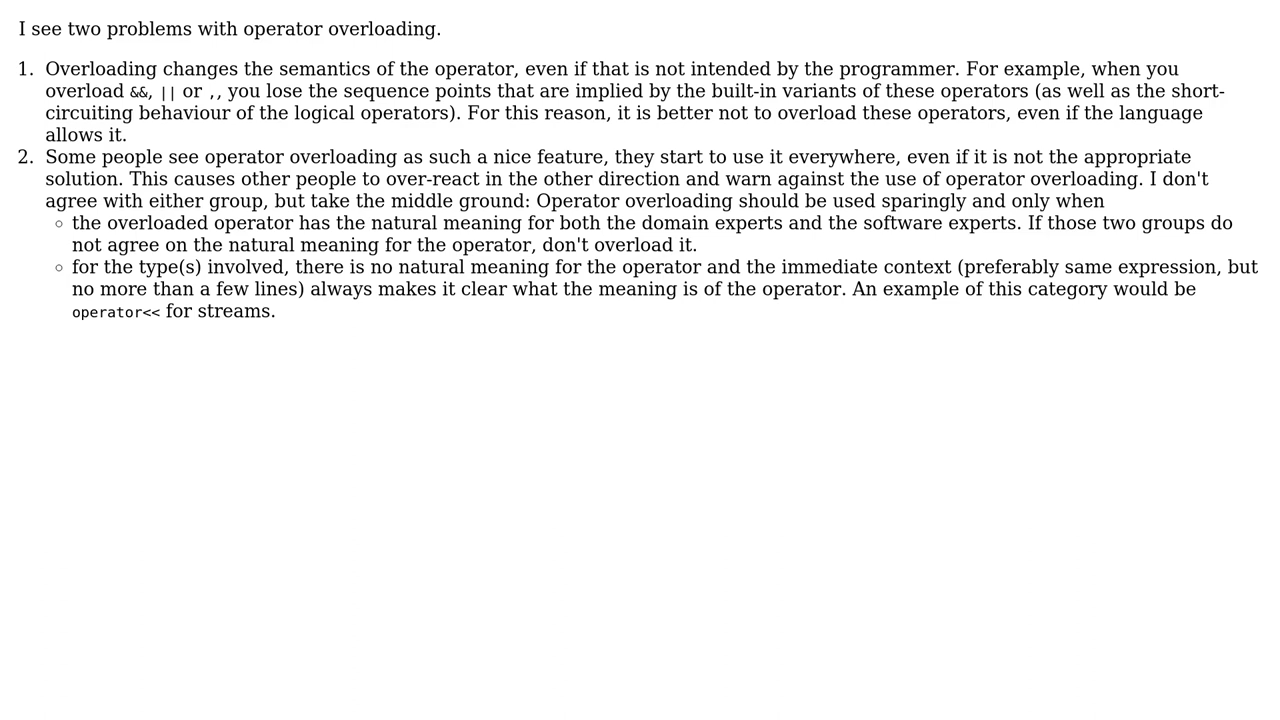 I see two problems with operator overloading.
1. Overloading changes the semantics of the operator, even if that is not intended by the programmer. For example, when you
overload &&, || or ,, you lose the sequence points that are implied by the built-in variants of these operators (as well as the short-
circuiting behaviour of the logical operators). For this reason, it is better not to overload these operators, even if the language
allows it.
2. Some people see operator overloading as such a nice feature, they start to use it everywhere, even if it is not the appropriate
solution. This causes other people to over-react in the other direction and warn against the use of operator overloading. I don't
agree with either group, but take the middle ground: Operator overloading should be used sparingly and only when
◦ the overloaded operator has the natural meaning for both the domain experts and the software experts. If those two groups do
not agree on the natural meaning for the operator, don't overload it.
◦ for the type(s) involved, there is no natural meaning for the operator and the immediate context (preferably same expression, but
no more than a few lines) always makes it clear what the meaning is of the operator. An example of this category would be
operator<< for streams.